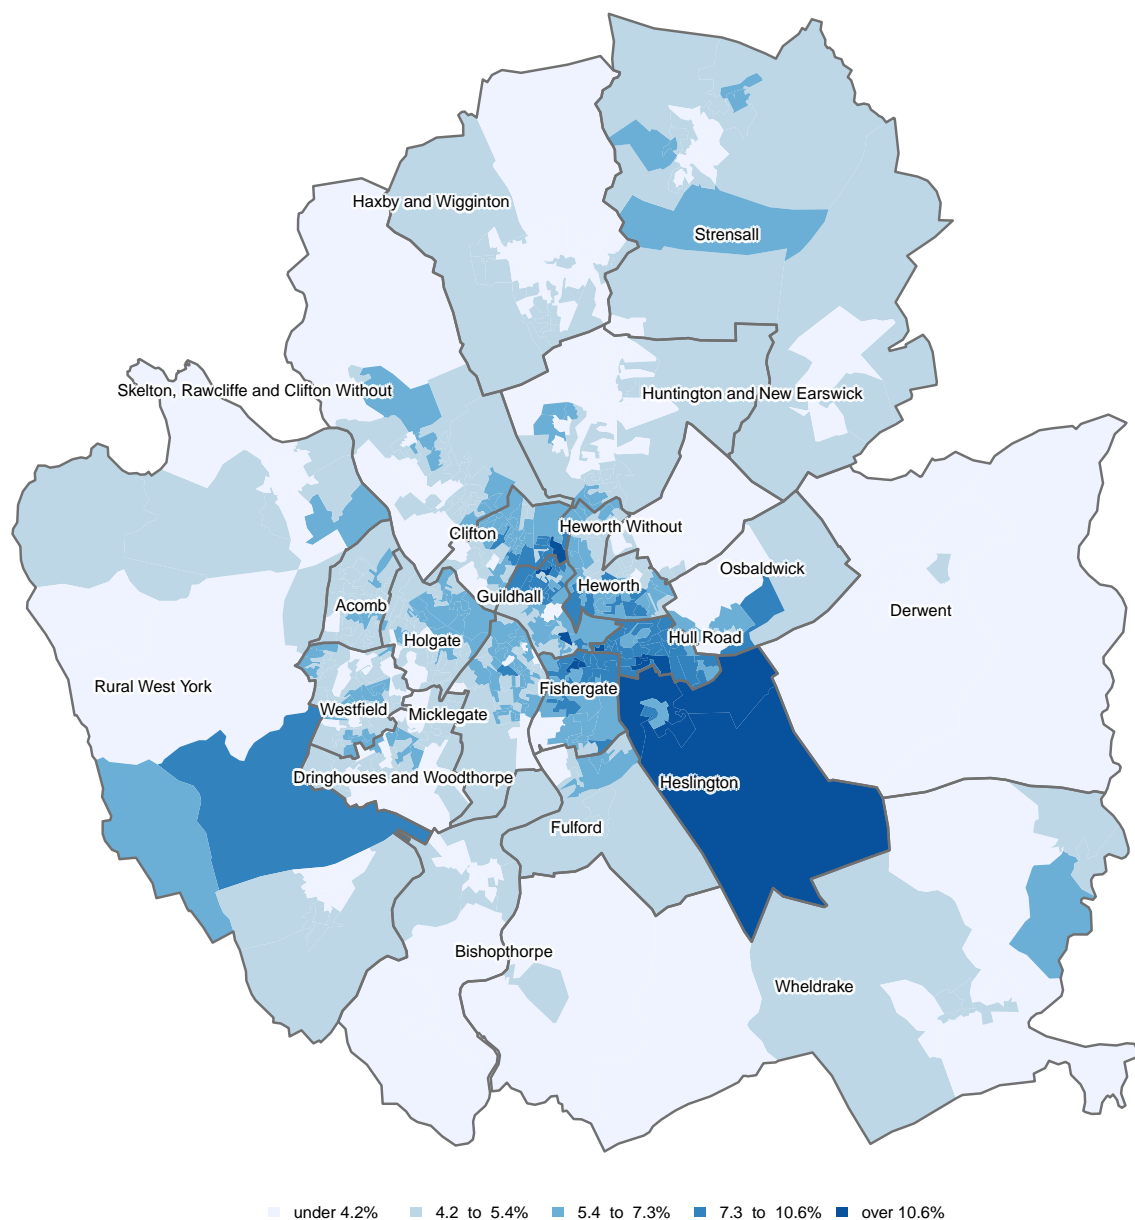 Haxby and Wigginton
Strensall
Skelton, Rawcliffe and Clifton Without
Huntington and New Earswick
Clifton
Heworth Without
Osbaldwick
Heworth
Guildhall
Acomb
Derwent
Holgate
Hull Road
Rural West York
Fishergate
Westfield
Micklegate
Dringhouses and Woodthorpe
Heslington
Fulford
Bishopthorpe
Wheldrake
under 4.2% 4.2 to 5.4% 5.4 to 7.3% 7.3 to 10.6% over 10.6%